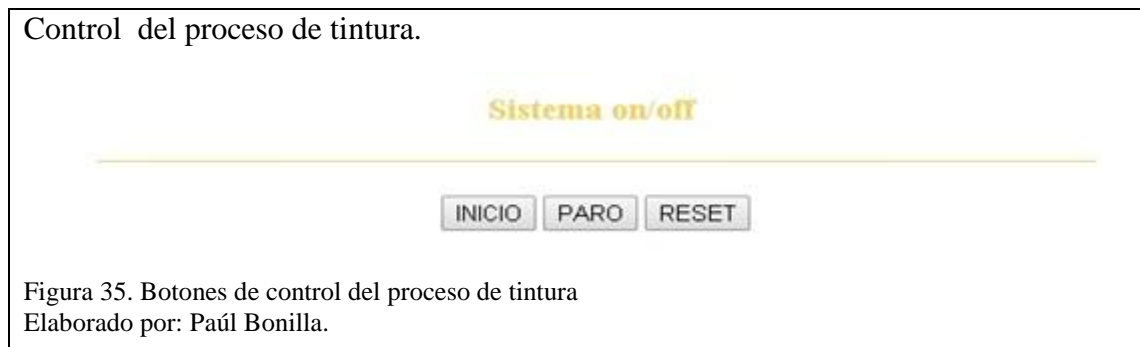 Control  del proceso de tintura.
Sistema on/off
INICIO PARO RESET
Figura 35. Botones de control del proceso de tintura
Elaborado por: Paúl Bonilla.